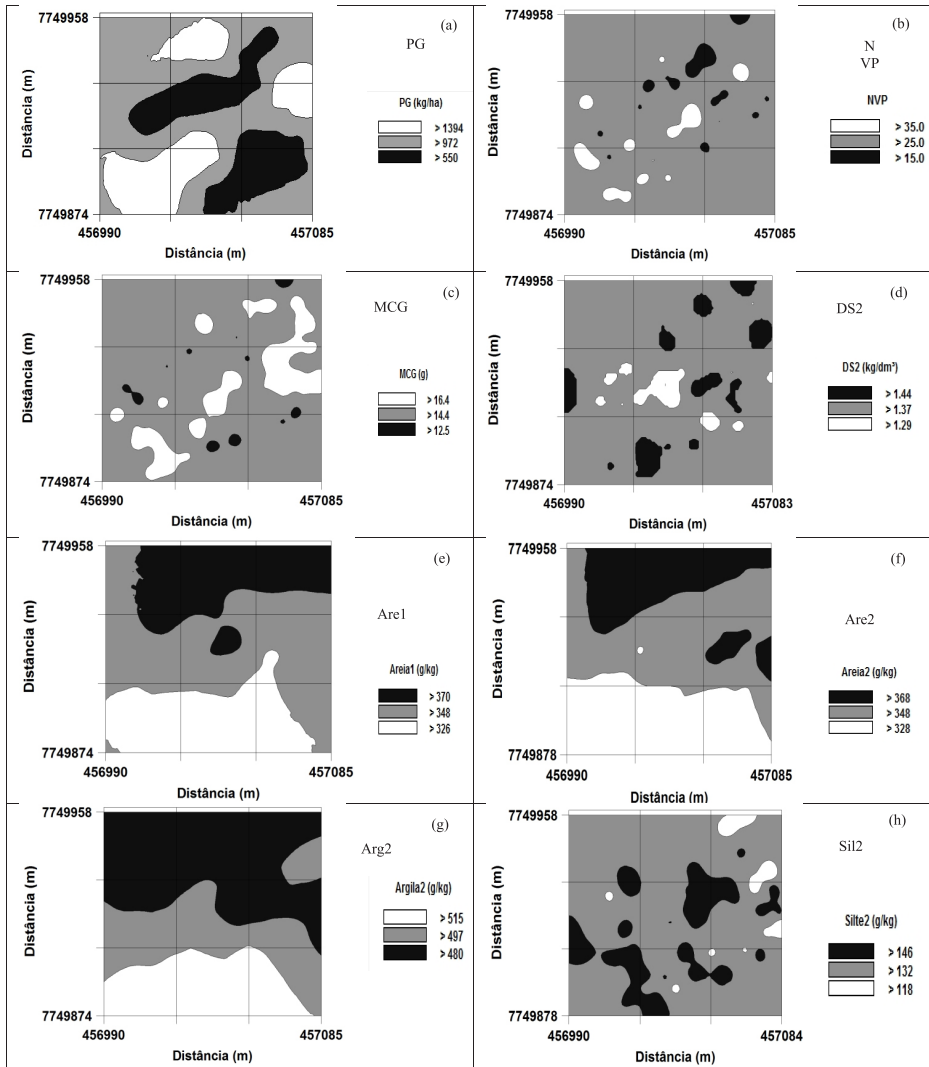 (a)
PG
7749958
Distância (m)
PG (kg/ha)
> 1394
> 972
> 550
7749874
456990
457085
Distância (m)
(b)
N
VP
7749958
Distância (m)
NVP
> 35.0
> 25.0
> 15.0
7749874
456990
457085
Distância (m)
(c)
MCG
7749958
Distância (m)
MCG (g)
> 16.4
> 14.4
> 12.5
7749874
456990
457085
Distância (m)
(d)
DS2
7749958
Distância (m)
DS2 (kg/dm³)
> 1.44
> 1.37
> 1.29
7749874
456990
457083
Distância (m)
(e)
Are1
7749958
Distância (m)
Areia1 (g/kg)
> 370
> 348
> 326
7749874
456990
457085
Distância (m)
(f)
Are2
7749958
Distância (m)
Areia2 (g/kg)
> 368
> 348
> 328
7749878
456990
457085
Distância (m)
(g)
Arg2
7749958
Distância (m)
Argila2 (g/kg)
> 515
> 497
> 480
7749874
456990
457085
Distância (m)
(h)
Sil2
7749958
Distância (m)
Silte2 (g/kg)
> 146
> 132
> 118
7749878
456990
457084
Distância (m)